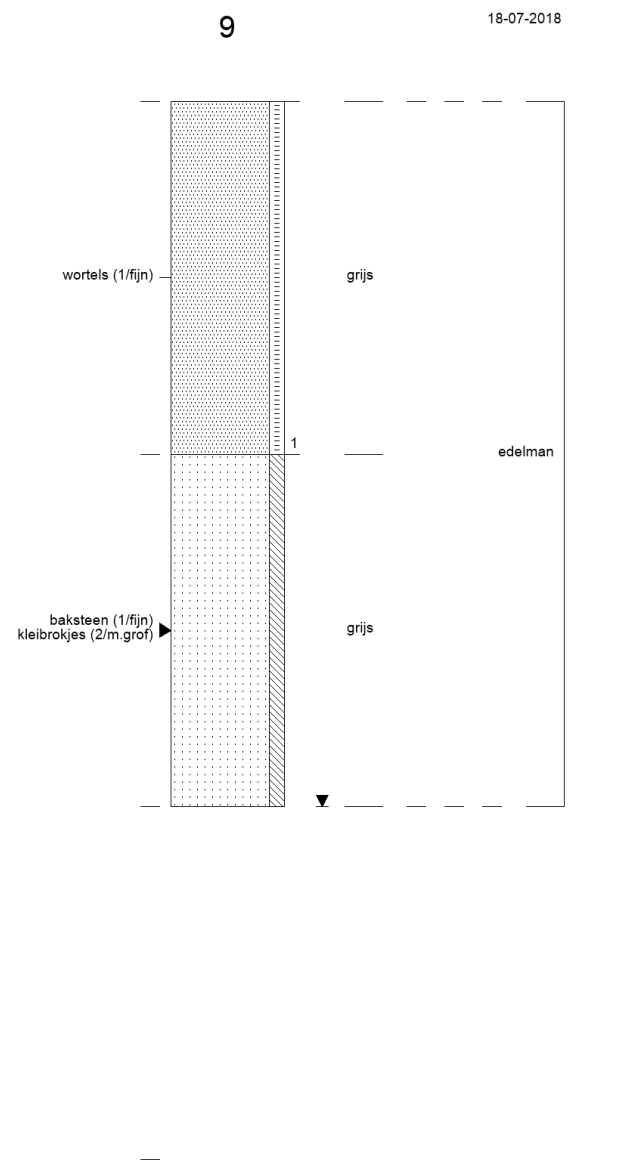 9
18-07-2018
wortels (1/fijn)
grijs
1
edelman
baksteen (1/fijn)
kleibrokjes (2/m.grof)
grijs